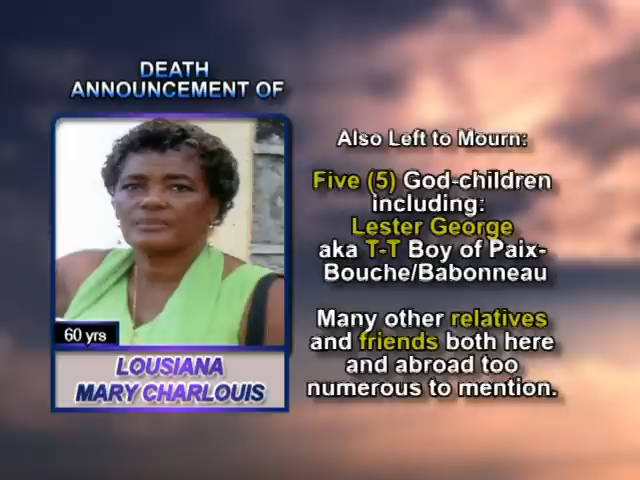 DEATH
ANNOUNCEMENT OF
60 yrs
LOUSIANA
MARY CHARLOUIS
Also Left to Mourn:
Five (5) God-children
including:
Lester George
aka T-T Boy of Paix-
Bouche/Babonneau
Many other relatives
and friends both here
and abroad too
numerous to mention.